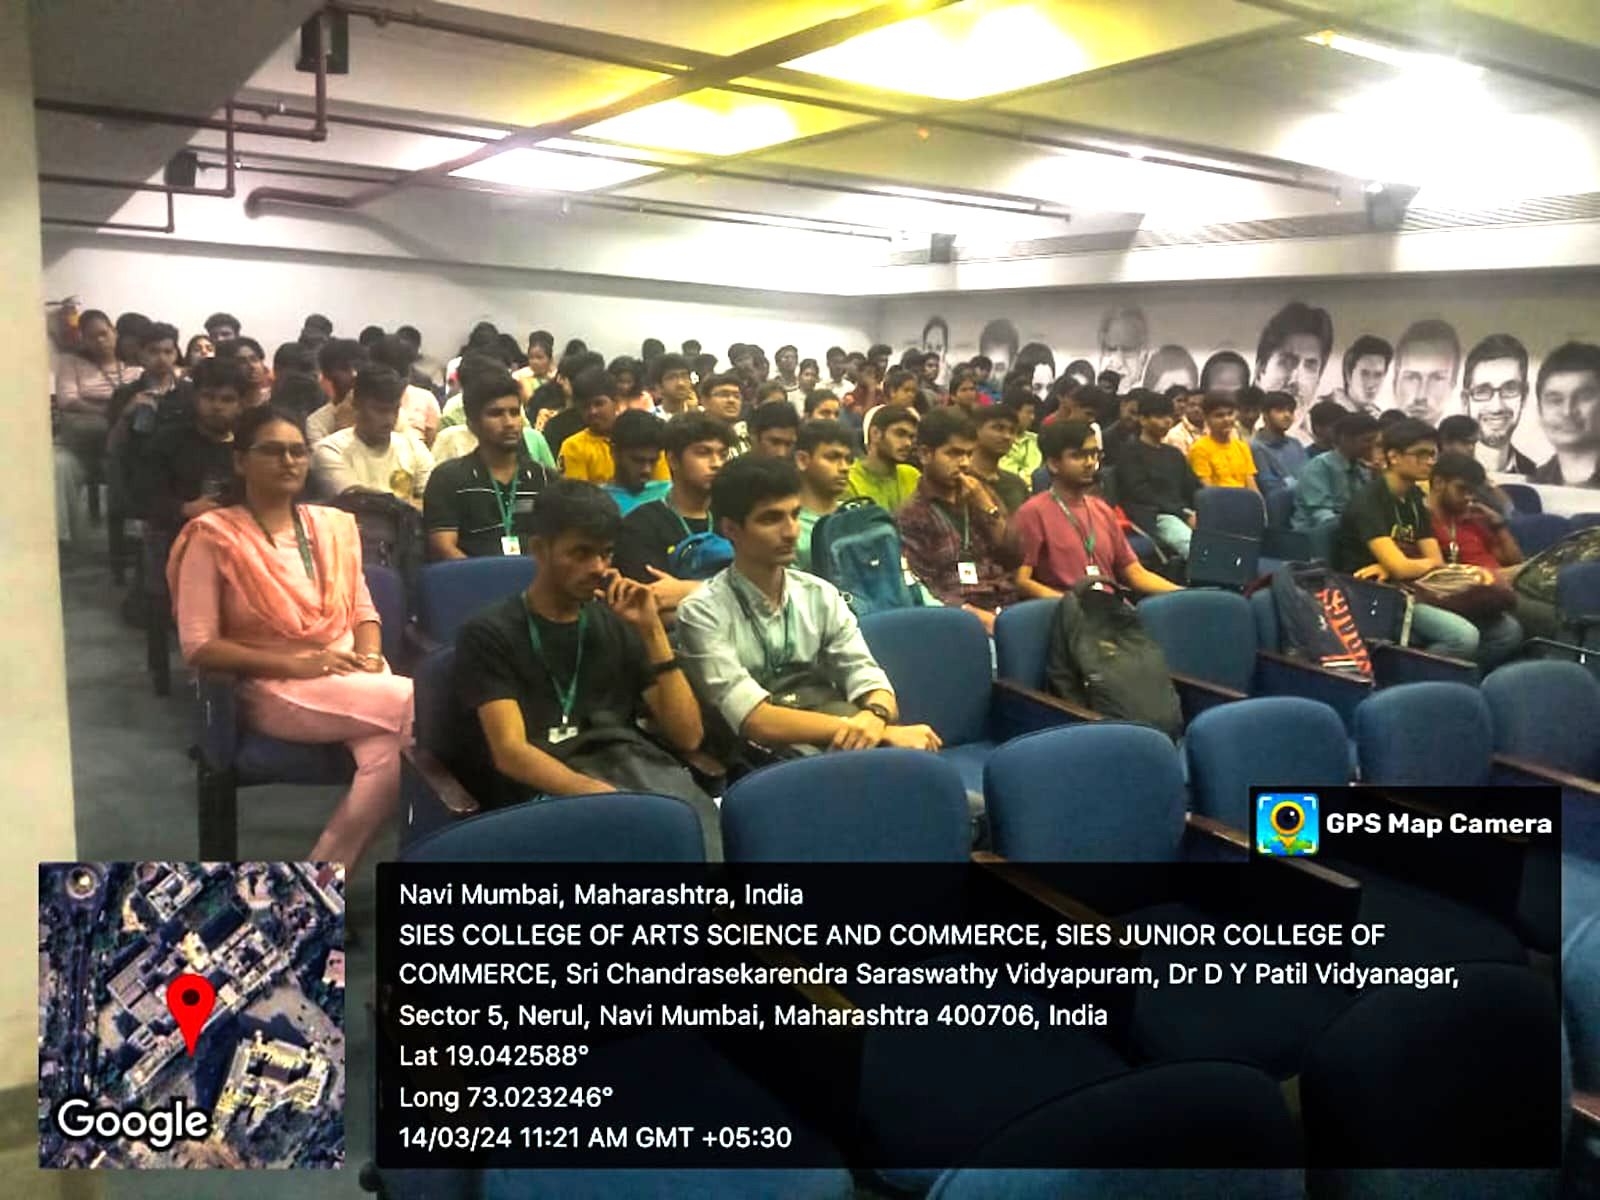 GPS Map Camera
Navi Mumbai, Maharashtra, India
SIES COLLEGE OF ARTS SCIENCE AND COMMERCE, SIES JUNIOR COLLEGE OF
COMMERCE, Sri Chandrasekarendra Saraswathy Vidyapuram, Dr D Y Patil Vidyanagar,
Sector 5, Nerul, Navi Mumbai, Maharashtra 400706, India
Lat 19.042588°
Long 73.023246°
14/03/24 11:21 AM GMT +05:30
Google